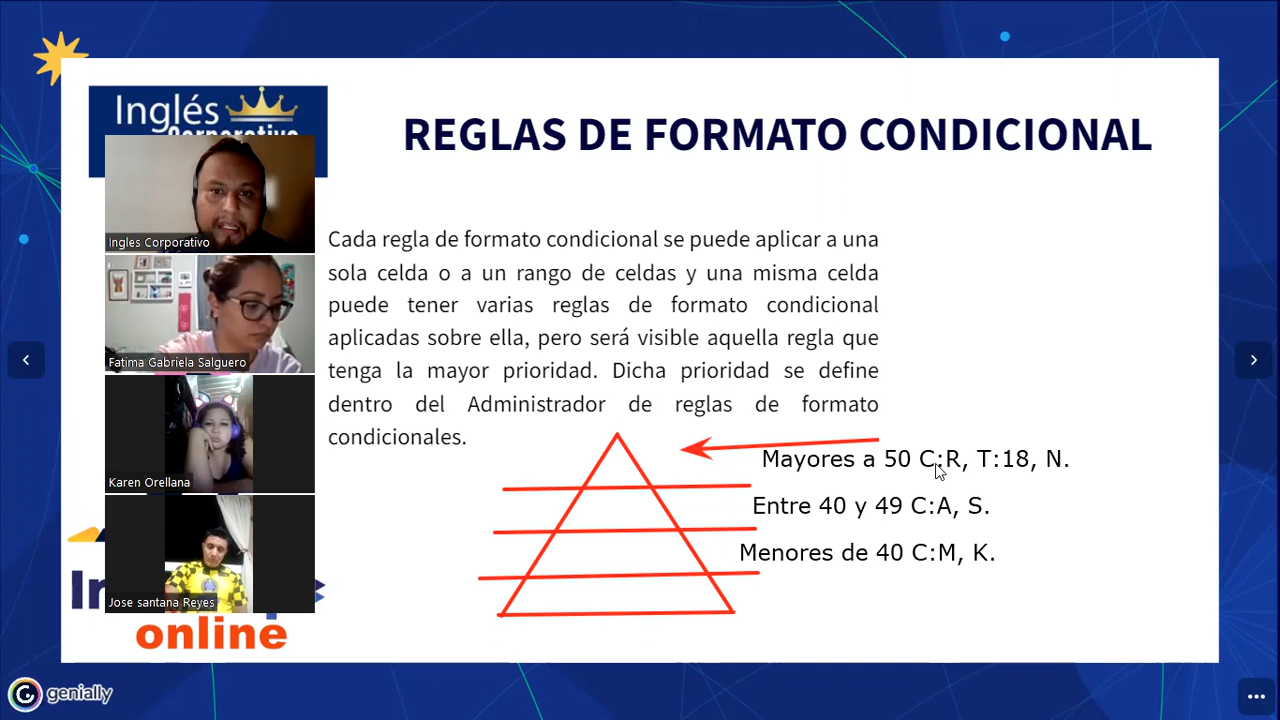 Inglés
Corporativo
REGLAS DE FORMATO CONDICIONAL
Ingles Corporativo
Fatima Gabriela Salguero
Karen Orellana
Jose santana Reyes
Cada regla de formato condicional se puede aplicar a una
sola celda o a un rango de celdas y una misma celda
puede tener varias reglas de formato condicional
aplicadas sobre ella, pero será visible aquella regla que
tenga la mayor prioridad. Dicha prioridad se define
dentro del Administrador de reglas de formato
condicionales.
Mayores a 50 C:R, T:18, N.
Entre 40 y 49 C:A, S.
Menores de 40 C:M, K.
online
genially